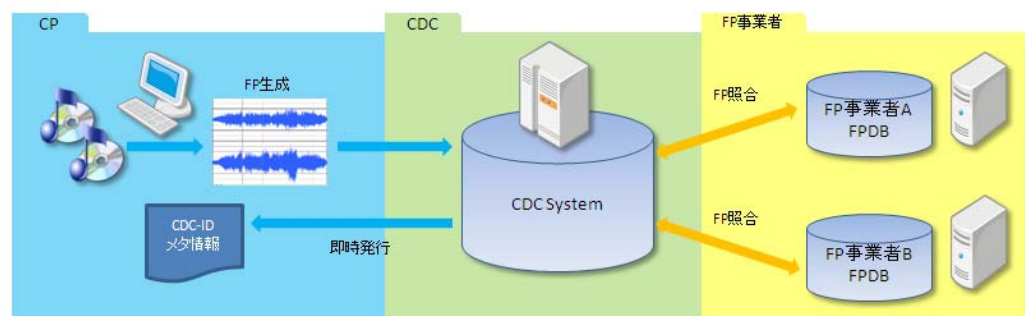 CP
CDC
FP事業者
FP生成
FP照合
FP事業者A
FPDB
CDC System
CDC-ID
メタ情報
即時発行
FP照合
FP事業者B
FPDB